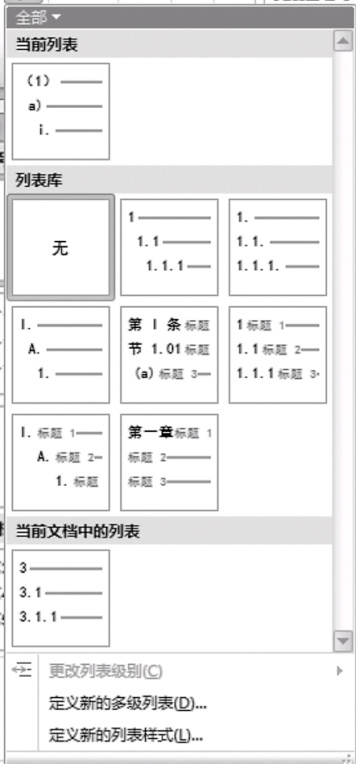 全部
当前列表
(1)
a)
i.
列表库
无
1
1.1
1.1.1
1.
1.1.
1.1.1.
I.
A.
1.
第 I 条 标题
节 1.01 标题
(a) 标题 3
1 标题 1
1.1 标题 2
1.1.1 标题 3
I. 标题 1
A. 标题 2
1. 标题
第一章 标题 1
标题 2
标题 3
当前文档中的列表
3
3.1
3.1.1
更改列表级别(C)
定义新的多级列表(D)...
定义新的列表样式(L)...